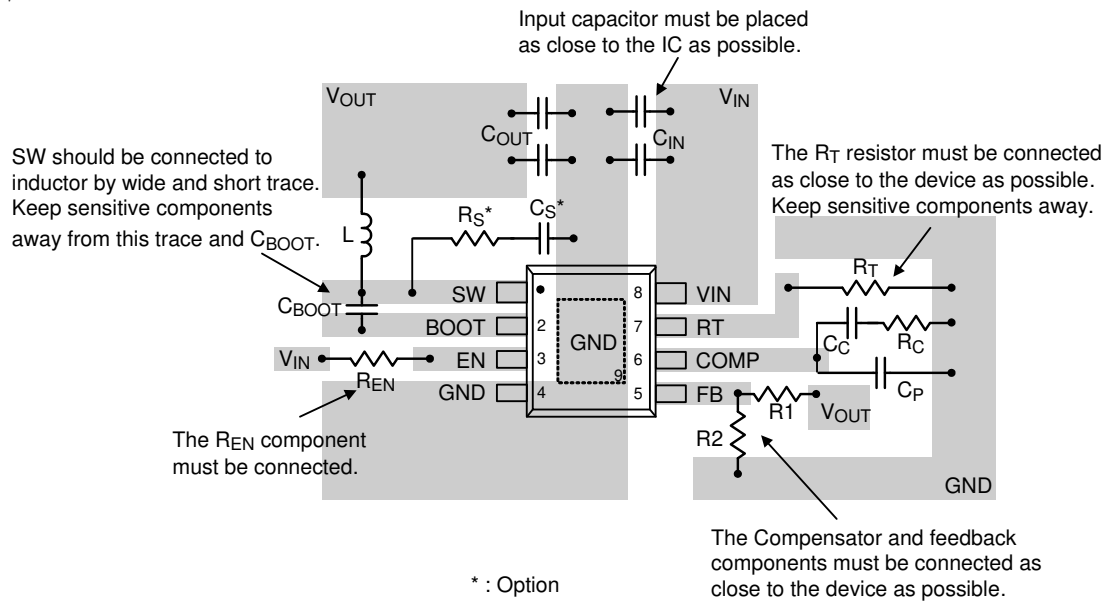 Input capacitor must be placed
as close to the IC as possible.
VOUT
VIN
COUT
CIN
SW should be connected to
inductor by wide and short trace.
Keep sensitive components
away from this trace and CBOOT.
The RT resistor must be connected
as close to the device as possible.
Keep sensitive components away.
RS*
CS*
L
RT
CBOOT
SW
8
VIN
BOOT
2
7
RT
GND
CC
RC
VIN
EN
3
6
COMP
REN
9
CP
GND
4
5
FB
R1
VOUT
R2
The REN component
must be connected.
GND
The Compensator and feedback
components must be connected as
close to the device as possible.
* : Option